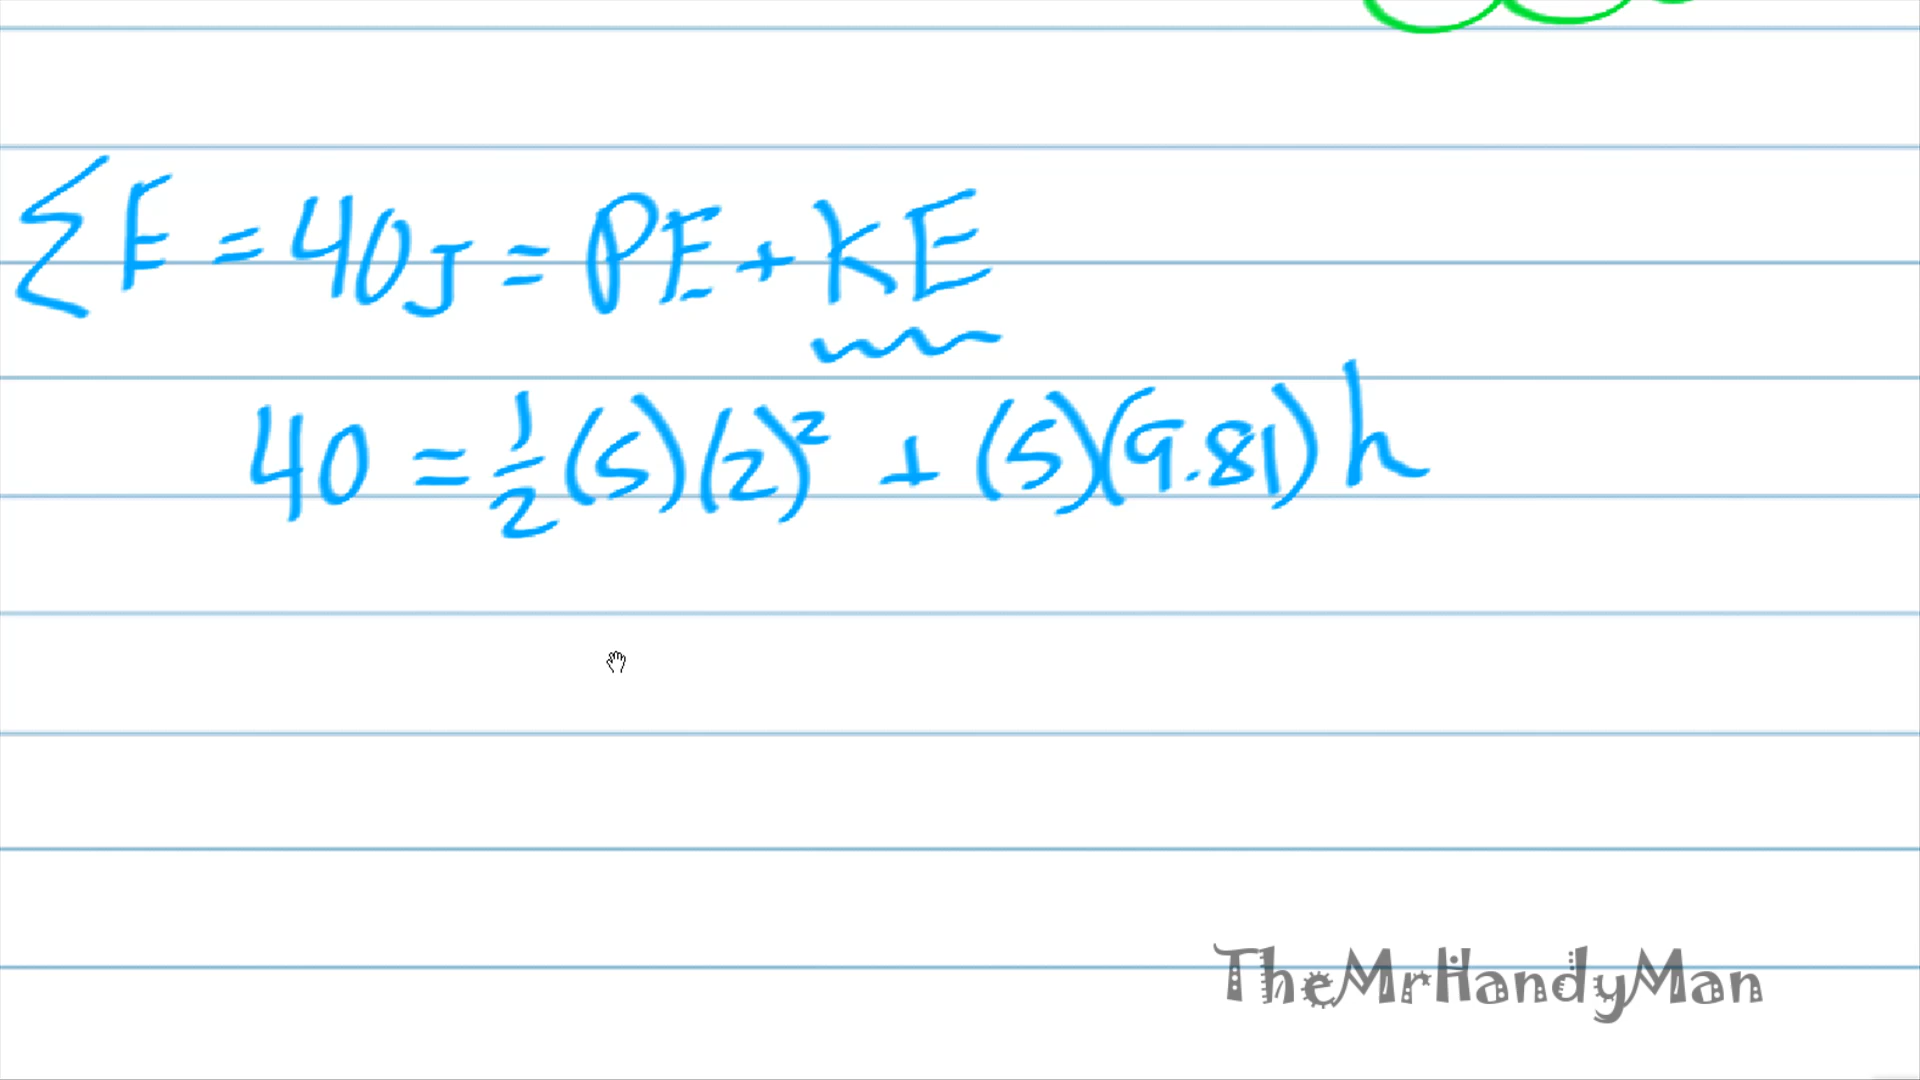 ΣE = 40J = PE + KE
40 = ½(5)(2)² + (5)(9.81)h
TheMrHandyMan